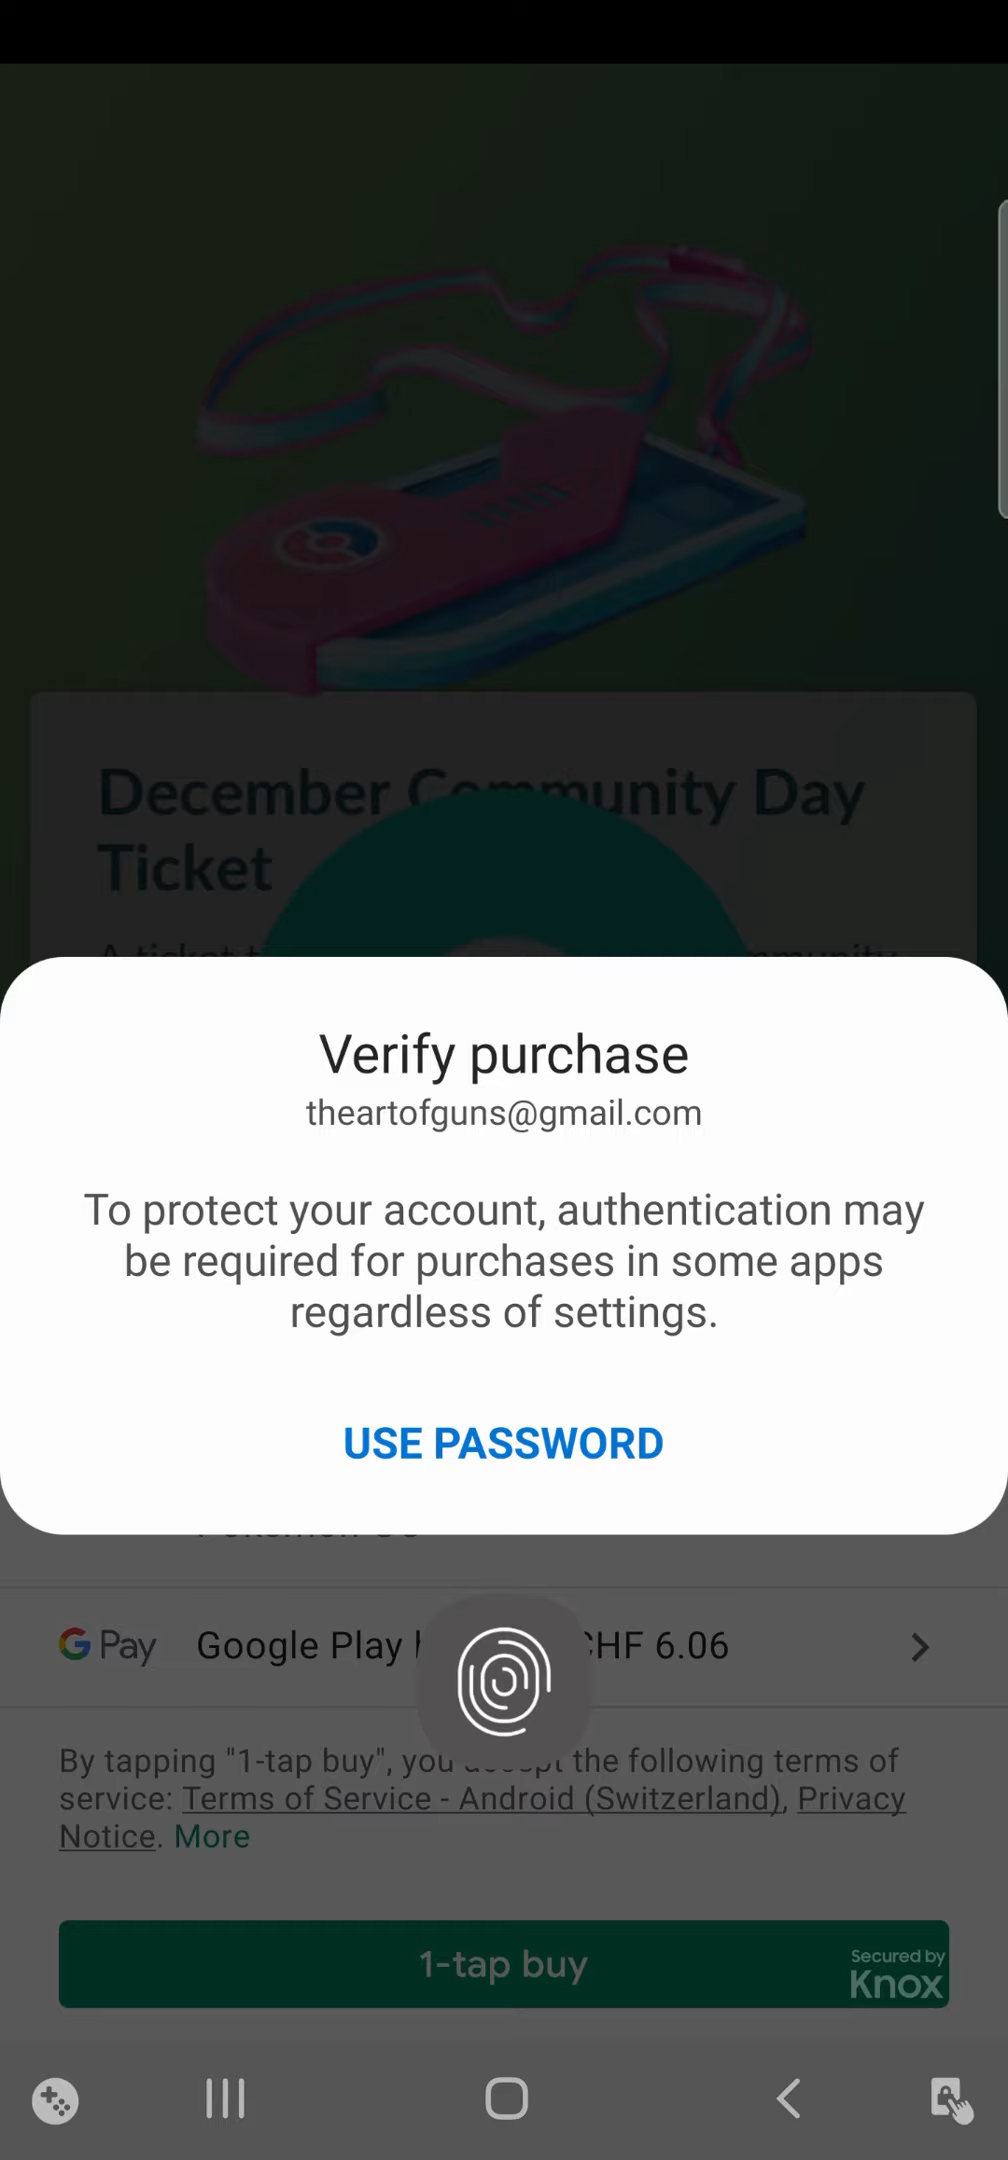 December Community Day
Ticket
Verify purchase
theartofguns@gmail.com
To protect your account, authentication may
be required for purchases in some apps
regardless of settings.
USE PASSWORD
G Pay Google Play CHF 6.06
By tapping "1-tap buy", you accept the following terms of
service: Terms of Service - Android (Switzerland), Privacy
Notice. More
1-tap buy
Secured by
Knox